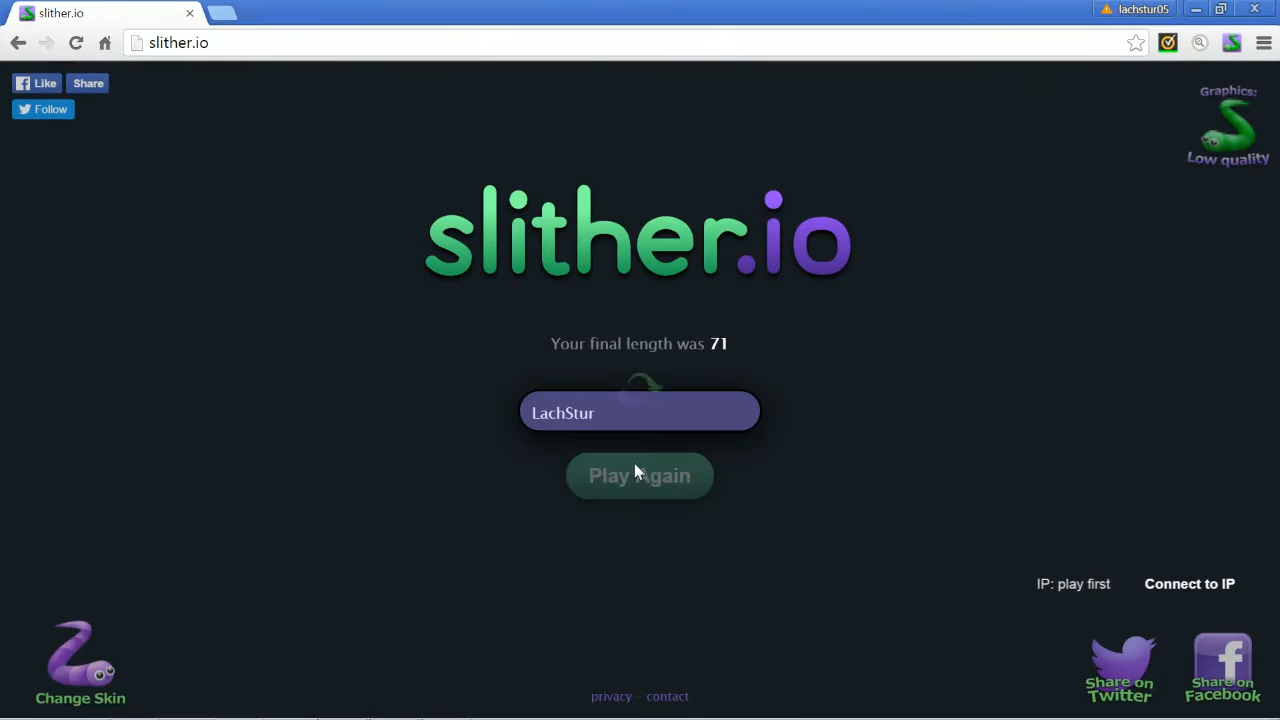 slither.io
lachstur05
slither.io
Like
Share
Follow
Graphics:
Low quality
slither.io
Your final length was 71
LachStur
Play Again
IP: play first
Connect to IP
Change Skin
privacy - contact
Share on
Twitter
Share on
Facebook